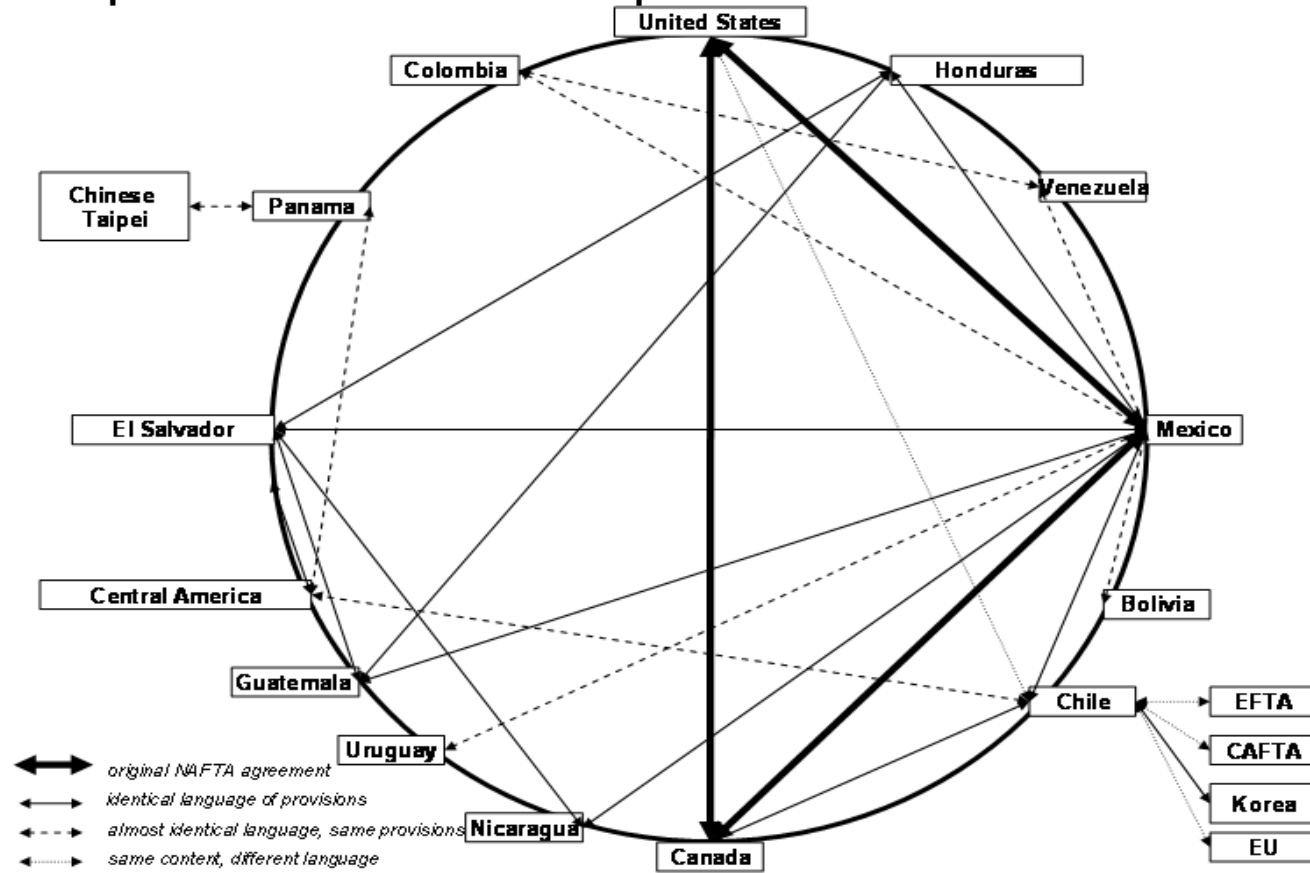 United States
Colombia
Honduras
Chinese
Taipei
Panama
Venezuela
El Salvador
Mexico
Central America
Bolivia
Guatemala
Chile
EFTA
Uruguay
CAFTA
original NAFTA agreement
identical language of provisions
Korea
almost identical language, same provisions
Nicaragua
EU
Canada
same content, different language